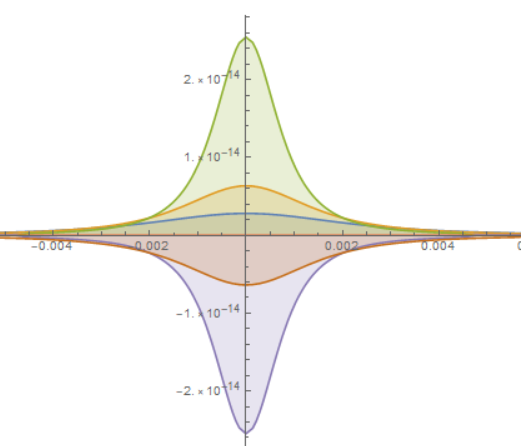 2. × 10⁻¹⁴
1. × 10⁻¹⁴
-0.004 0.002 0.002 0.004
-1. × 10⁻¹⁴
-2. × 10⁻¹⁴